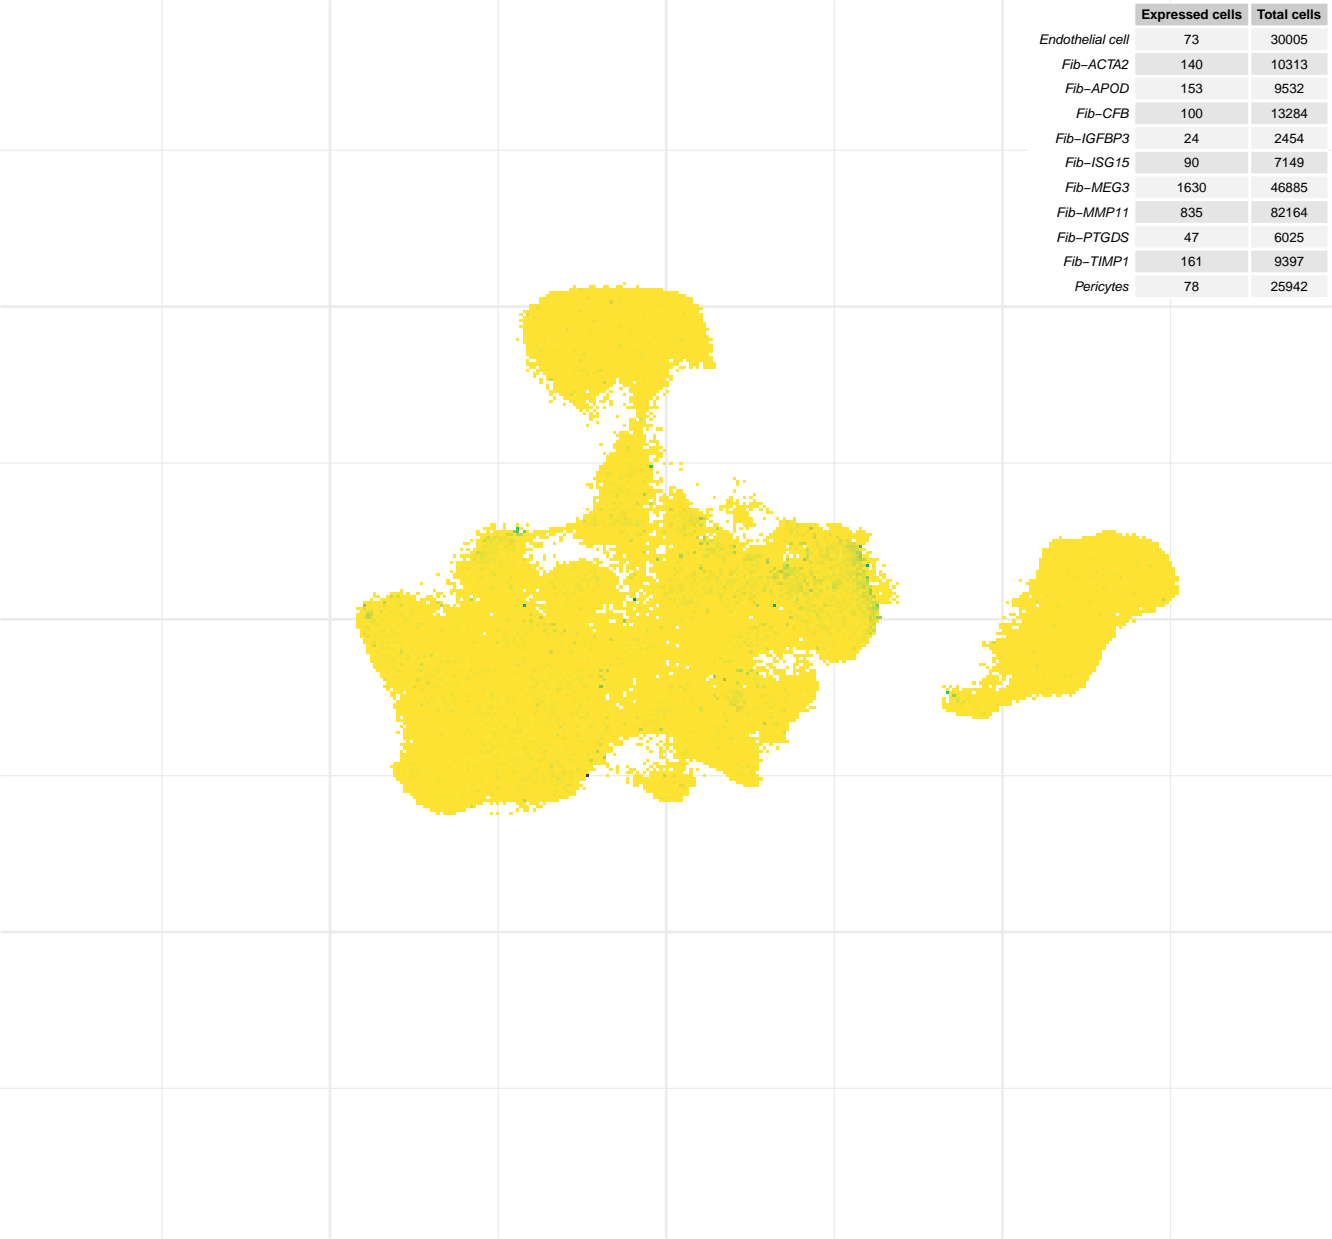 Expressed cells Total cells
Endothelial cell 73 30005
Fib−ACTA2 140 10313
Fib−APOD 153 9532
Fib−CFB 100 13284
Fib−IGFBP3 24 2454
Fib−ISG15 90 7149
Fib−MEG3 1630 46885
Fib−MMP11 835 82164
Fib−PTGDS 47 6025
Fib−TIMP1 161 9397
Pericytes 78 25942